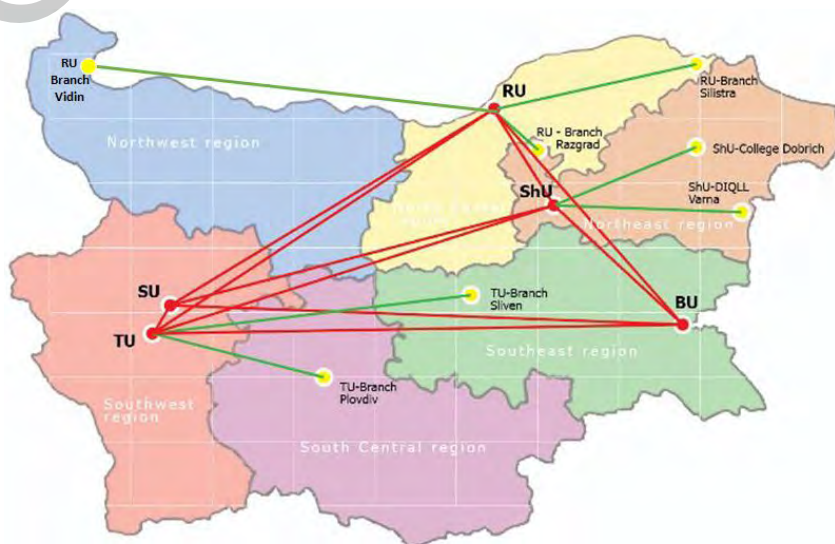 RU
Branch
Vidin
RU
RU-Branch
Silistra
Northwest region
RU - Branch
Razgrad
ShU-College Dobrich
ShU
ShU-DIQLL
Varna
Northeast region
SU
TU-Branch
Sliven
BU
TU
Southeast region
TU-Branch
Plovdiv
Southwest
region
South Central region